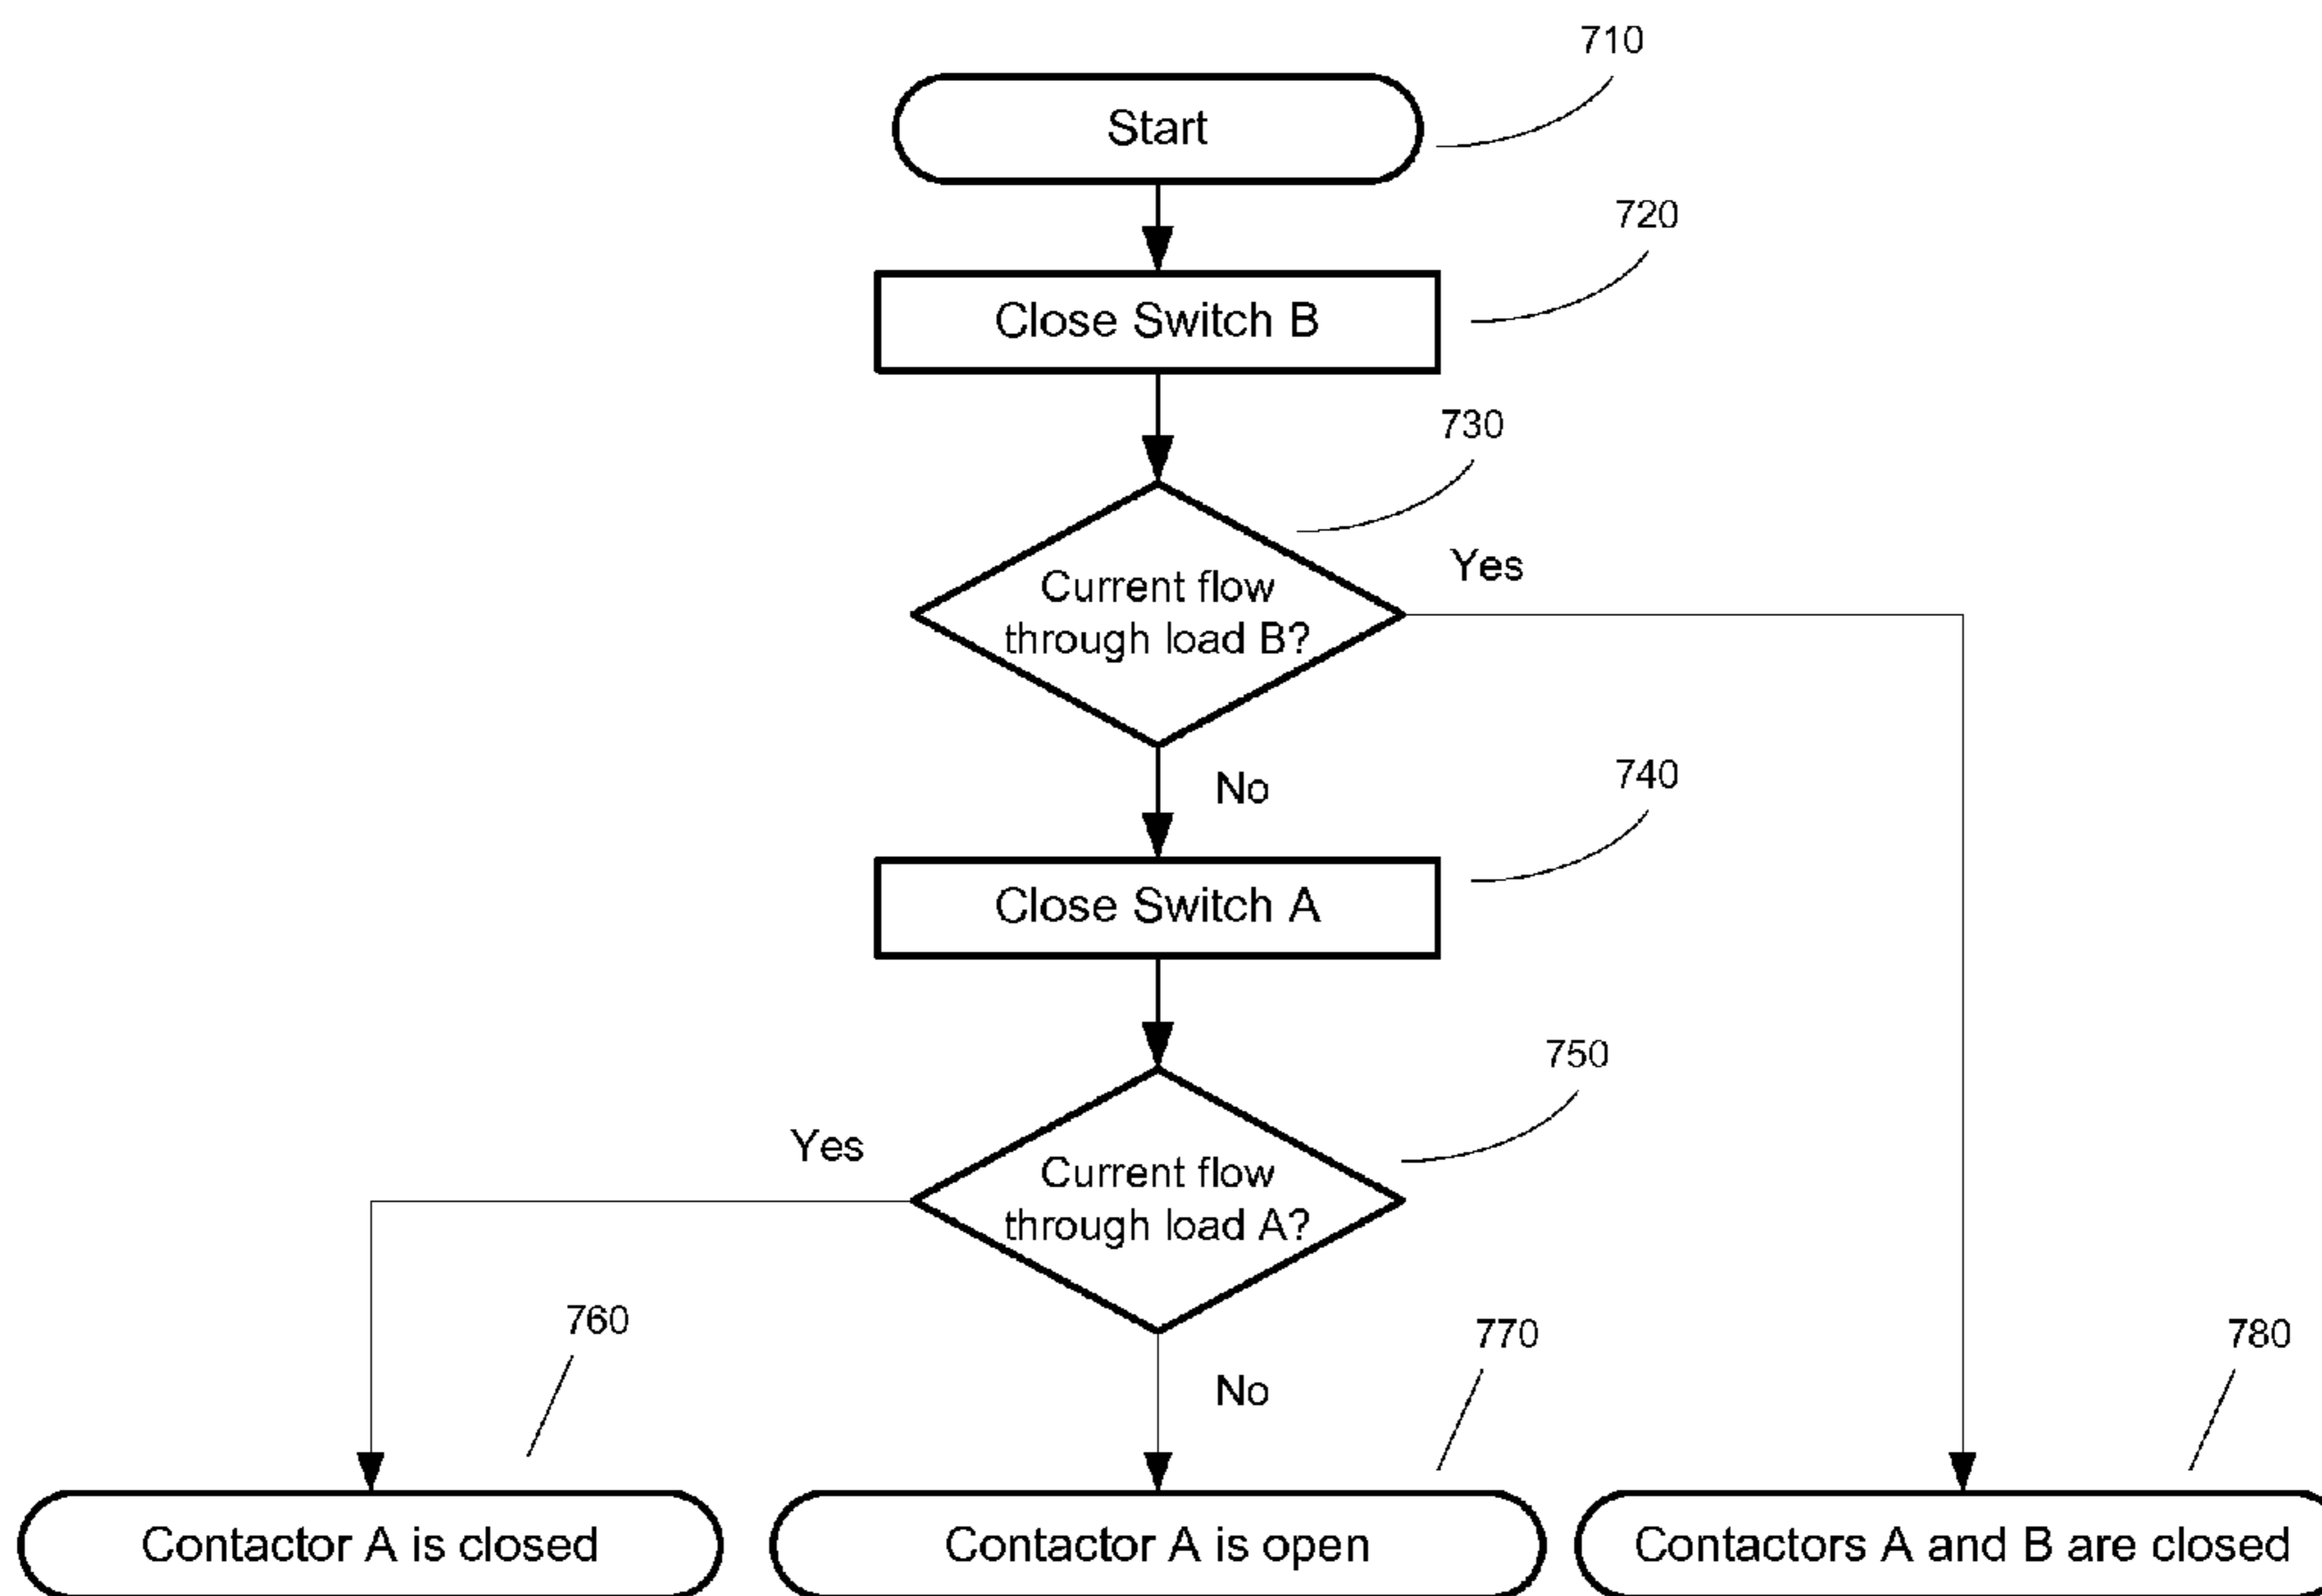 710
Start
720
Close Switch B
730
Yes
Current flow
through load B?
No
740
Close Switch A
750
Yes
Current flow
through load A?
760
770
780
No
Contactor A is closed
Contactor A is open
Contactors A and B are closed